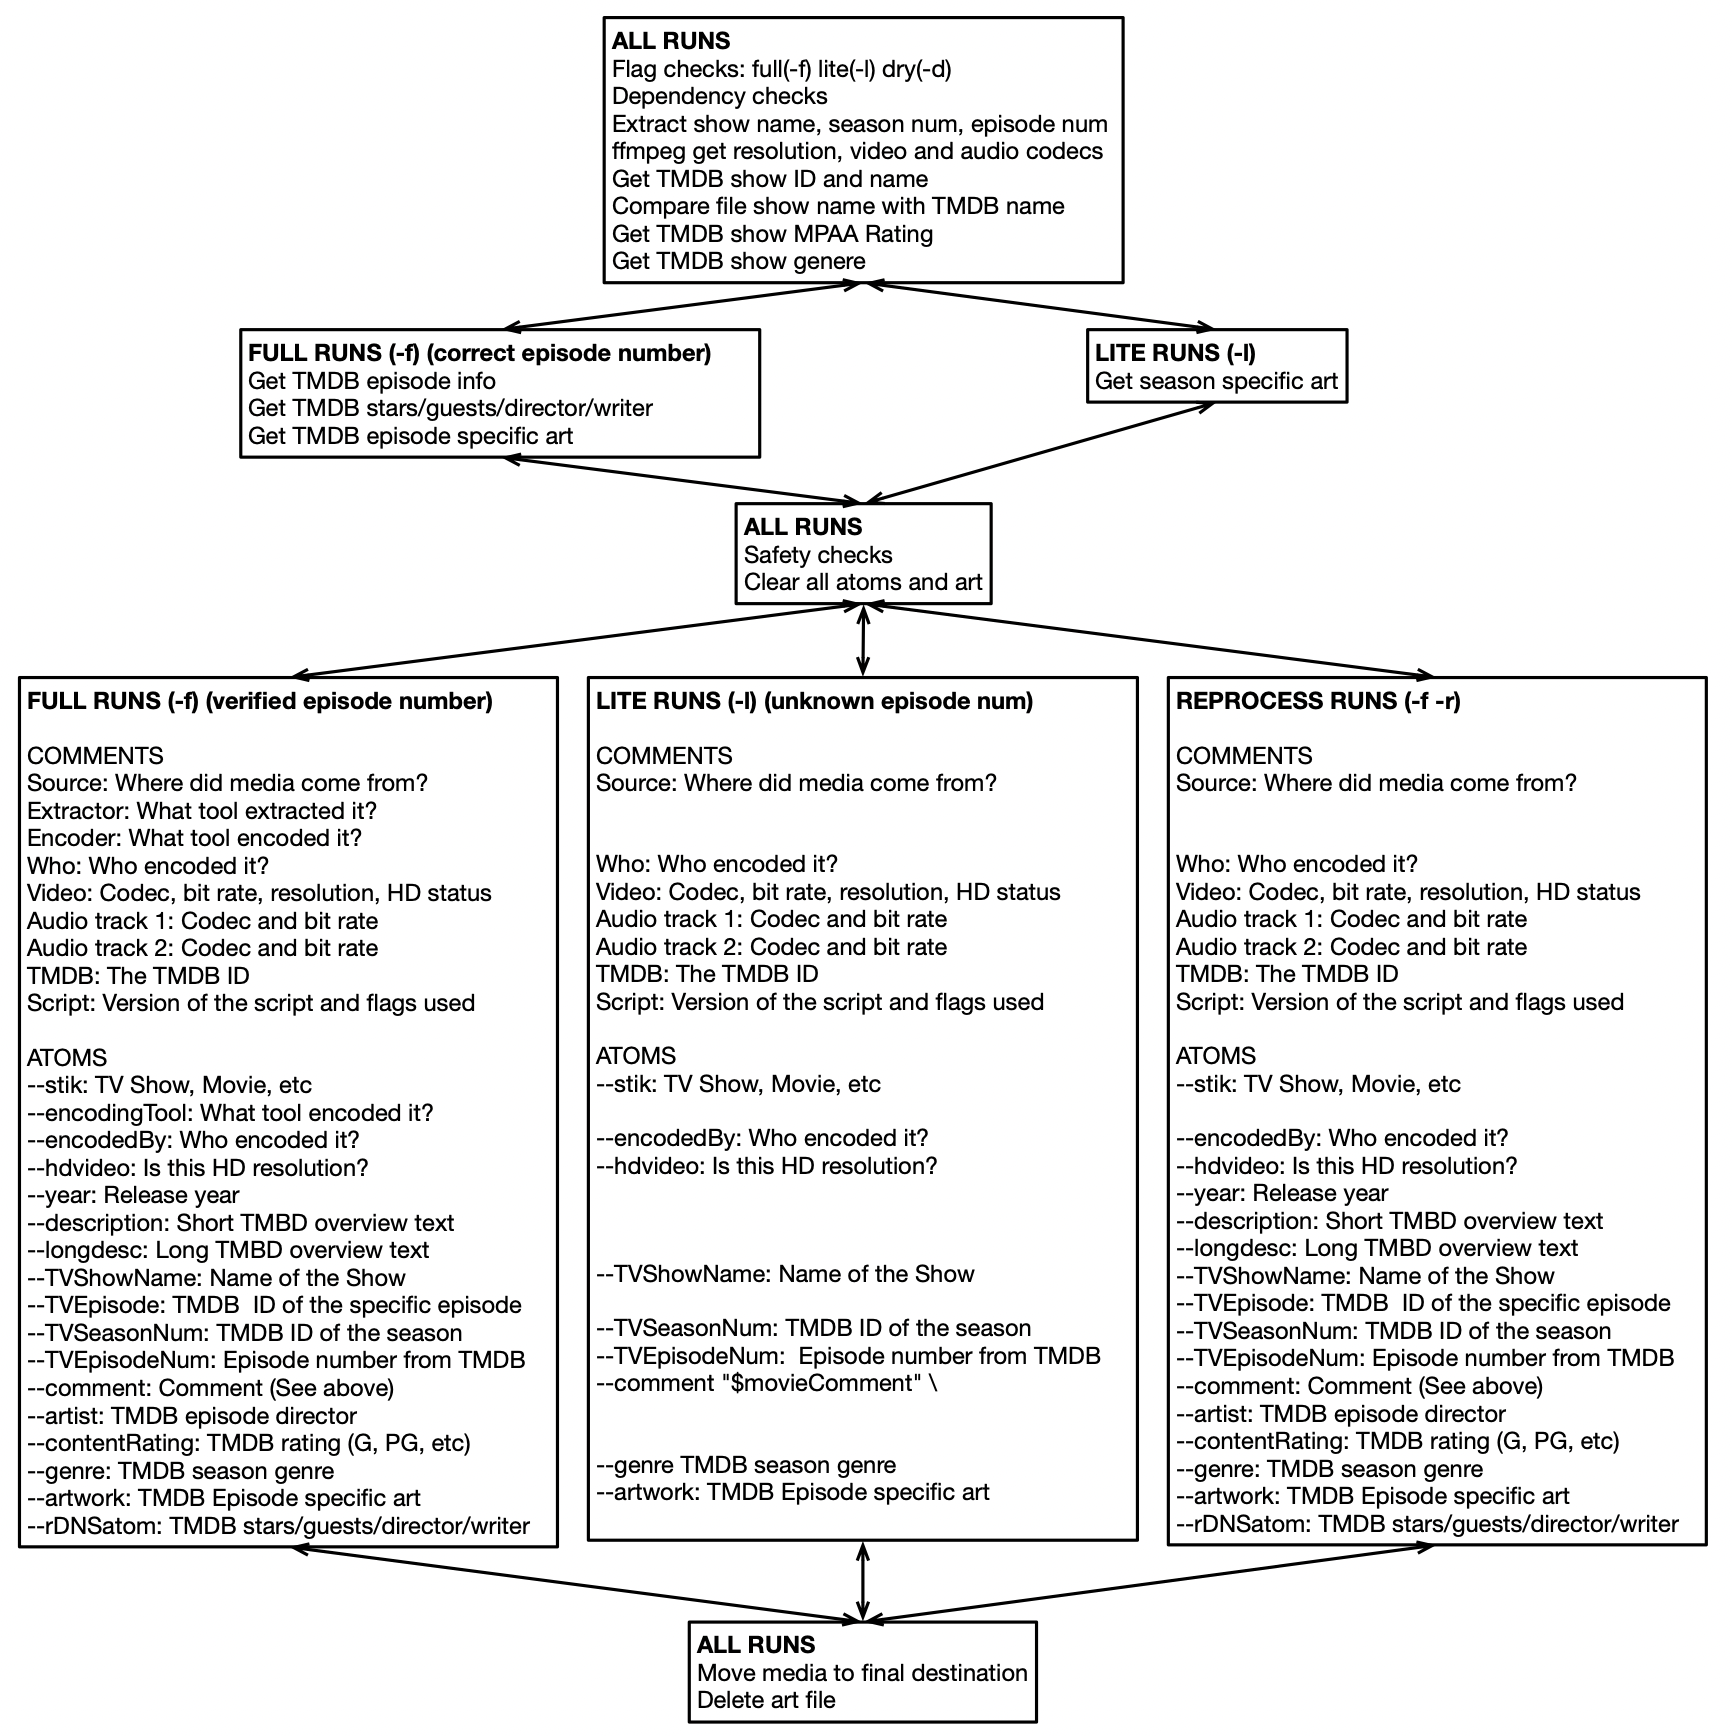 ALL RUNS
Flag checks: full(-f) lite(-l) dry(-d)
Dependency checks
Extract show name, season num, episode num
ffmpeg get resolution, video and audio codecs
Get TMDB show ID and name
Compare file show name with TMDB name
Get TMDB show MPAA Rating
Get TMDB show genere
FULL RUNS (-f) (correct episode number)
Get TMDB episode info
Get TMDB stars/guests/director/writer
Get TMDB episode specific art
LITE RUNS (-l)
Get season specific art
ALL RUNS
Safety checks
Clear all atoms and art
FULL RUNS (-f) (verified episode number)
COMMENTS
Source: Where did media come from?
Extractor: What tool extracted it?
Encoder: What tool encoded it?
Who: Who encoded it?
Video: Codec, bit rate, resolution, HD status
Audio track 1: Codec and bit rate
Audio track 2: Codec and bit rate
TMDB: The TMDB ID
Script: Version of the script and flags used
ATOMS
--stik: TV Show, Movie, etc
--encodingTool: What tool encoded it?
--encodedBy: Who encoded it?
--hdvideo: Is this HD resolution?
--year: Release year
--description: Short TMBD overview text
--longdesc: Long TMBD overview text
--TVShowName: Name of the Show
--TVEpisode: TMDB  ID of the specific episode
--TVSeasonNum: TMDB ID of the season
--TVEpisodeNum: Episode number from TMDB
--comment: Comment (See above)
--artist: TMDB episode director
--contentRating: TMDB rating (G, PG, etc)
--genre: TMDB season genre
--artwork: TMDB Episode specific art
--rDNSatom: TMDB stars/guests/director/writer
LITE RUNS (-l) (unknown episode num)
COMMENTS
Source: Where did media come from?
Who: Who encoded it?
Video: Codec, bit rate, resolution, HD status
Audio track 1: Codec and bit rate
Audio track 2: Codec and bit rate
TMDB: The TMDB ID
Script: Version of the script and flags used
ATOMS
--stik: TV Show, Movie, etc
--encodedBy: Who encoded it?
--hdvideo: Is this HD resolution?
--TVShowName: Name of the Show
--TVSeasonNum: TMDB ID of the season
--TVEpisodeNum:  Episode number from TMDB
--comment "$movieComment" \
--genre TMDB season genre
--artwork: TMDB Episode specific art
REPROCESS RUNS (-f -r)
COMMENTS
Source: Where did media come from?
Who: Who encoded it?
Video: Codec, bit rate, resolution, HD status
Audio track 1: Codec and bit rate
Audio track 2: Codec and bit rate
TMDB: The TMDB ID
Script: Version of the script and flags used
ATOMS
--stik: TV Show, Movie, etc
--encodedBy: Who encoded it?
--hdvideo: Is this HD resolution?
--year: Release year
--description: Short TMBD overview text
--longdesc: Long TMBD overview text
--TVShowName: Name of the Show
--TVEpisode: TMDB  ID of the specific episode
--TVSeasonNum: TMDB ID of the season
--TVEpisodeNum: Episode number from TMDB
--comment: Comment (See above)
--artist: TMDB episode director
--contentRating: TMDB rating (G, PG, etc)
--genre: TMDB season genre
--artwork: TMDB Episode specific art
--rDNSatom: TMDB stars/guests/director/writer
ALL RUNS
Move media to final destination
Delete art file